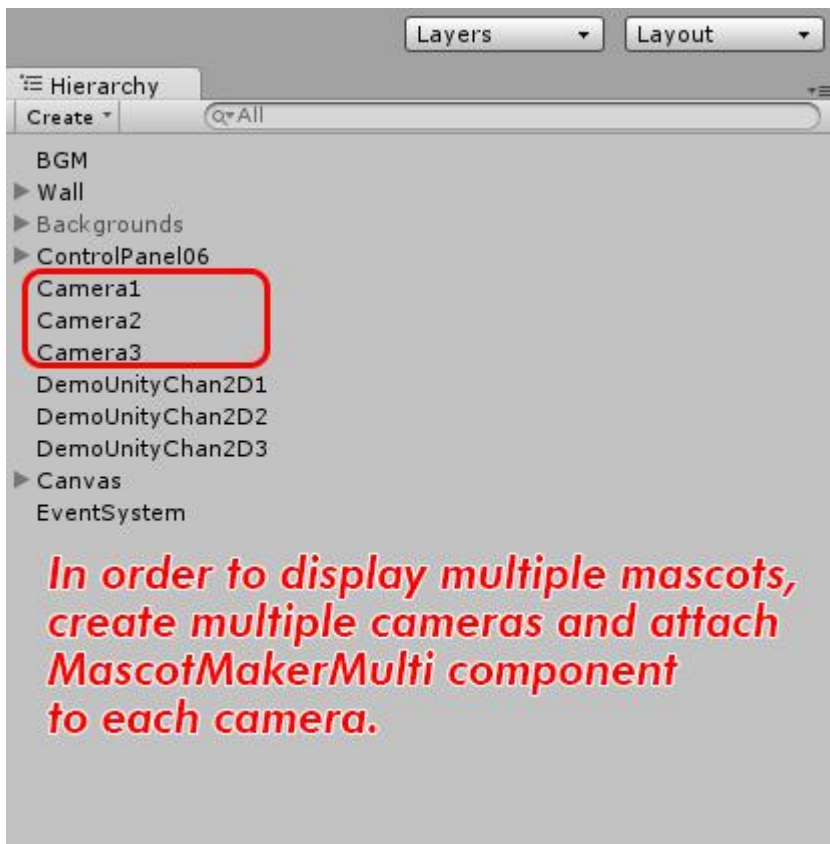 Layers Layout
Hierarchy
Create All
BGM
Wall
Backgrounds
ControlPanel06
Camera1
Camera2
Camera3
DemoUnityChan2D1
DemoUnityChan2D2
DemoUnityChan2D3
Canvas
EventSystem
In order to display multiple mascots,
create multiple cameras and attach
MascotMakerMulti component
to each camera.